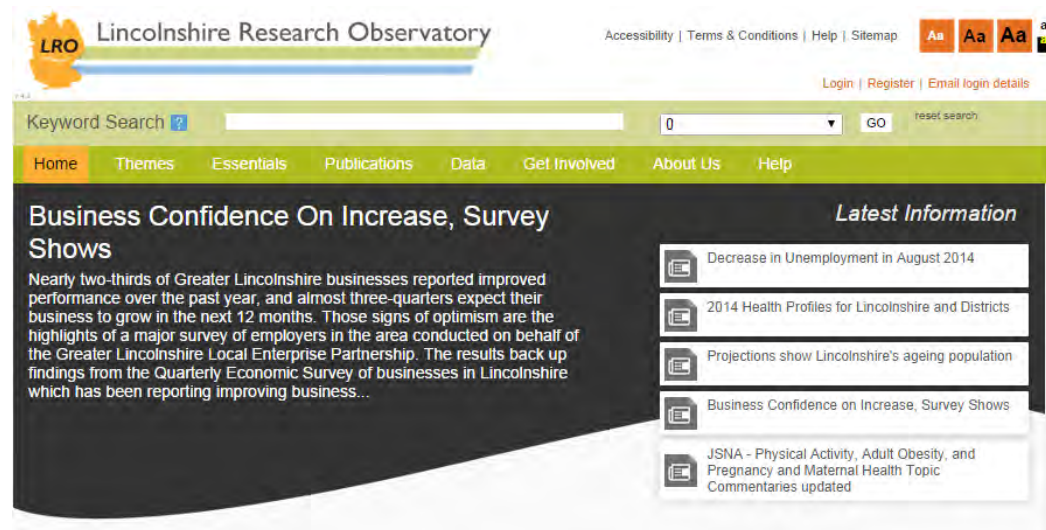 LRO
Lincolnshire Research Observatory
Accessibility | Terms & Conditions | Help | Sitemap
Aa Aa Aa
Login | Register | Email login details
Keyword Search ?
0
GO
reset search
Home Themes Essentials Publications Data Get Involved About Us Help
Business Confidence On Increase, Survey
Shows
Nearly two-thirds of Greater Lincolnshire businesses reported improved
performance over the past year, and almost three-quarters expect their
business to grow in the next 12 months. Those signs of optimism are the
highlights of a major survey of employers in the area conducted on behalf of
the Greater Lincolnshire Local Enterprise Partnership. The results back up
findings from the Quarterly Economic Survey of businesses in Lincolnshire
which has been reporting improving business...
Latest Information
Decrease in Unemployment in August 2014
2014 Health Profiles for Lincolnshire and Districts
Projections show Lincolnshire's ageing population
Business Confidence on Increase, Survey Shows
JSNA - Physical Activity, Adult Obesity, and
Pregnancy and Maternal Health Topic
Commentaries updated